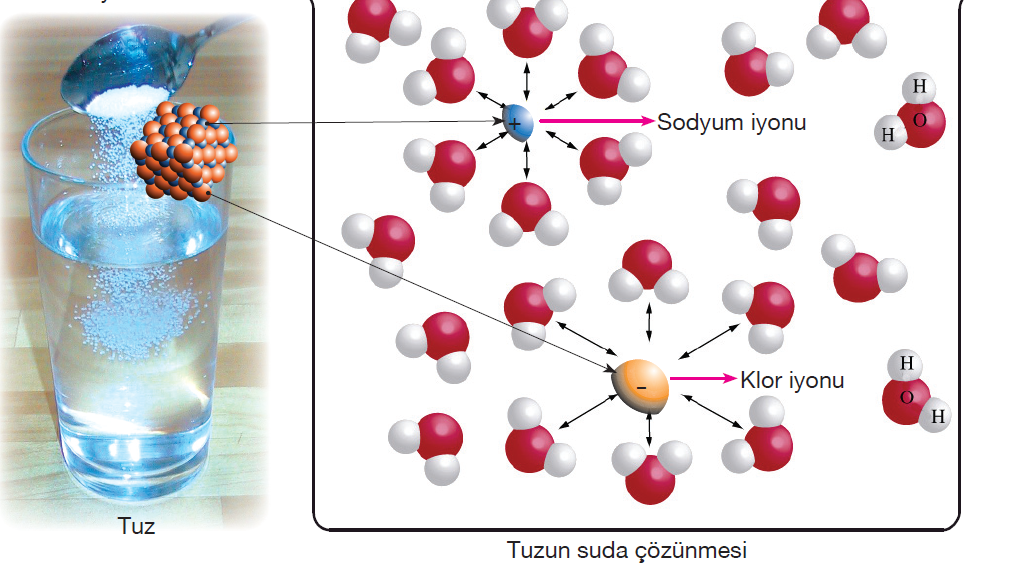 +
Sodyum iyonu
H
O
H
–
Klor iyonu
H
O
H
Tuz
Tuzun suda çözünmesi